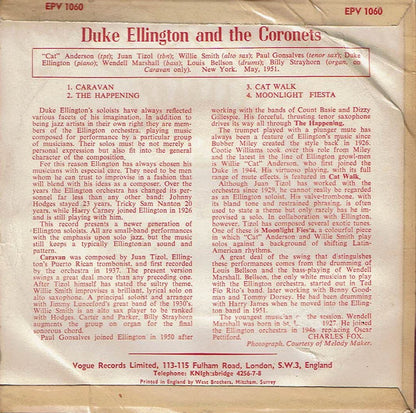 EPV 1060 EPV 1060
Duke Ellington and the Coronets
"Cat" Anderson (tpt); Juan Tizol (tbn); Willie Smith (alto sax); Paul Gonsalves (tenor sax); Duke
Ellington (piano); Wendell Marshall (bass); Louis Bellson (drums); Billy Strayhorn (organ, on
Caravan only). New York. May, 1951.
1. CARAVAN
2. THE HAPPENING
3. CAT WALK
4. MOONLIGHT FIESTA
Duke Ellington's soloists have always reflected
various facets of his imagination. In addition to
being jazz artists in their own right they are mem-
bers of the Ellington orchestra, playing music
composed for performance by a particular group
of musicians. Their solos must be not merely a
personal expression but also fit into the general
character of the composition.
For this reason Ellington has always chosen his
musicians with especial care. They need to be men
whom he can trust to improvise in a fashion that
will blend with his ideas as a composer. Over the
years the Ellington orchestra has changed its per-
sonnel far less than any other band: Johnny
Hodges stayed 23 years, Tricky Sam Nanton 20
years, while Harry Carney joined Ellington in 1926
and is still playing with him.
This record presents a newer generation of
Ellington soloists. All are small-band performances
with the emphasis upon solo jazz, but the music
still keeps a typically Ellingtonian sound and
pattern.
Caravan was composed by Juan Tizol, Elling-
ton's Puerto Rican trombonist, and first recorded
by the orchestra in 1937. The present version
swings a great deal more than any preceding one.
After Tizol himself has stated the sultry theme,
Willie Smith improvises a brilliant, lyrical solo on
alto saxophone. A principal soloist and arranger
with Jimmy Lunceford's great band of the 1930's,
Willie Smith is an alto sax player to be ranked
with Hodges. Carter and Parker, Billy Strayhorn
augments the group on organ for the final
sonorous chord.
Paul Gonsalves joined Ellington in 1950 after
working with the bands of Count Basie and Dizzy
Gillespie. His forceful, thrusting tenor saxophone
drives its way all through The Happening.
The trumpet played with a plunger mute has
always been a feature of Ellington's music since
Bubber Miley created the style back in 1926.
Cootie Williams took over this role from Miley
and the latest in the line of Ellington growl-men
is Willie "Cat" Anderson, who first joined the
Duke in 1944. His virtuoso playing, with its full
range of mute effects, is featured in Cat Walk.
Although Juan Tizol has worked with the
orchestra since 1929, he cannot really be regarded
as an Ellington soloist. His valve-trombone, with
its bland tone and restrained phrasing, is often
used to state a theme but only rarely has he im-
provised a solo. In collaboration with Ellington,
however, Tizol has composed several exotic tunes.
One of these is Moonlight Fiesta, a colourful piece
in which "Cat" Anderson and Willie Smith play
solos against a background of shifting Latin-
American rhythms.
A great deal of the swing that distinguishes
these performances comes from the drumming of
Louis Bellson and the bass-playing of Wendell
Marshall. Bellson, the only white musician to play
with the Ellington orchestra, started in Ted
Fio Rito's band, later working with Benny Good-
man and Tommy Dorsey. He had been drumming
with Harry James when he moved into the Elling-
ton band in 1951.
The youngest musician on the session, Wendell
Marshall was born in St. 1927. He joined
the Ellington orchestra in 1948 replacing Oscar
Pettiford. CHARLES FOX.
Photograph, Courtesy of Melody Maker.
Vogue Records Limited, 113-115 Fulham Road, London, S.W.3, England
Telephone: KNIghtsbridge 4256-7-8
Printed in England by West Brothers, Mitcham, Surrey